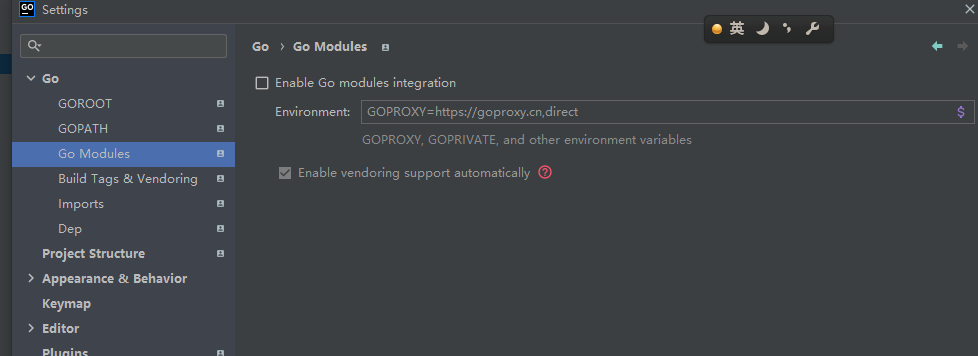 GO Settings
Go › Go Modules
英
Go
GOROOT
GOPATH
Go Modules
Build Tags & Vendoring
Imports
Dep
Project Structure
Appearance & Behavior
Keymap
Editor
Plugins
Enable Go modules integration
Environment: GOPROXY=https://goproxy.cn,direct $
GOPROXY, GOPRIVATE, and other environment variables
Enable vendoring support automatically ?